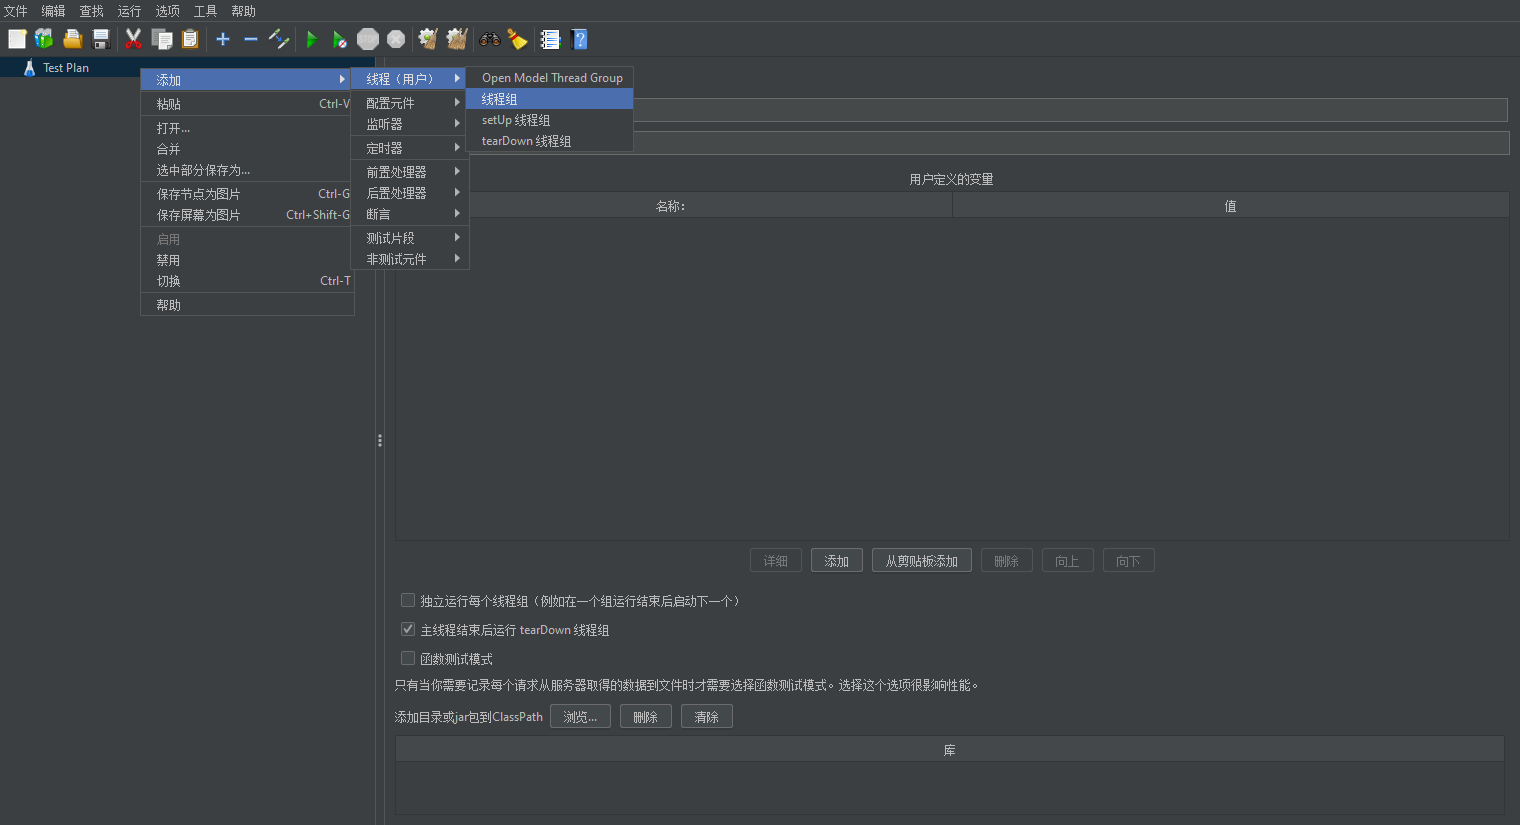 文件 编辑 查找 运行 选项 工具 帮助
STOP
Test Plan
添加
粘贴 Ctrl-V
打开...
合并
选中部分保存为...
保存节点为图片 Ctrl-G
保存屏幕为图片 Ctrl+Shift-G
启用
禁用
切换 Ctrl-T
帮助
线程（用户）
配置元件
监听器
定时器
前置处理器
后置处理器
断言
测试片段
非测试元件
Open Model Thread Group
线程组
setUp 线程组
tearDown 线程组
用户定义的变量
名称: 值
详细 添加 从剪贴板添加 删除 向上 向下
独立运行每个线程组（例如在一个组运行结束后启动下一个）
主线程结束后运行 tearDown 线程组
函数测试模式
只有当你需要记录每个请求从服务器取得的数据到文件时才需要选择函数测试模式。选择这个选项很影响性能。
添加目录或jar包到ClassPath 浏览... 删除 清除
库